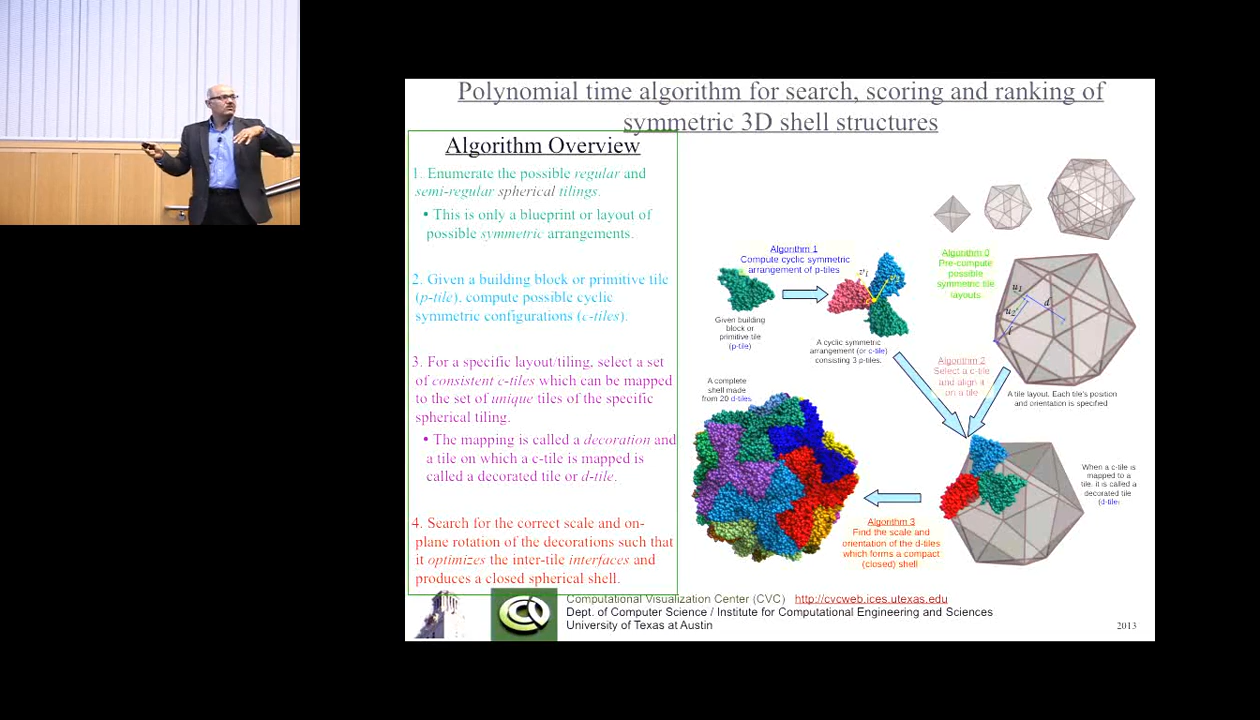 Polynomial time algorithm for search, scoring and ranking of
symmetric 3D shell structures
Algorithm Overview
1. Enumerate the possible regular and
semi-regular spherical tilings.
• This is only a blueprint or layout of
possible symmetric arrangements.
2. Given a building block or primitive tile
(p-tile), compute possible cyclic
symmetric configurations (c-tiles).
3. For a specific layout/tiling, select a set
of consistent c-tiles which can be mapped
to the set of unique tiles of the specific
spherical tiling.
• The mapping is called a decoration and
a tile on which a c-tile is mapped is
called a decorated tile or d-tile.
4. Search for the correct scale and on-
plane rotation of the decorations such that
it optimizes the inter-tile interfaces and
produces a closed spherical shell.
Algorithm 1
Compute cyclic symmetric
arrangement of p-tiles
Given building
block or
primitive tile
(p-tile)
A cyclic symmetric
arrangement (or c-tile)
consisting 3 p-tiles.
Algorithm 0
Pre-compute
possible
symmetric tile
layouts
u1
u2
d
A tile layout. Each tile's position
and orientation is specified
Algorithm 2
Select a c-tile
and align it
on a tile
A complete
shell made
from 20 d-tiles
When a c-tile is
mapped to a
tile, it is called a
decorated tile
(d-tile)
Algorithm 3
Find the scale and
orientation of the d-tiles
which forms a compact
(closed) shell
Computational Visualization Center (CVC) http://cvcweb.ices.utexas.edu
Dept. of Computer Science / Institute for Computational Engineering and Sciences
University of Texas at Austin
2013